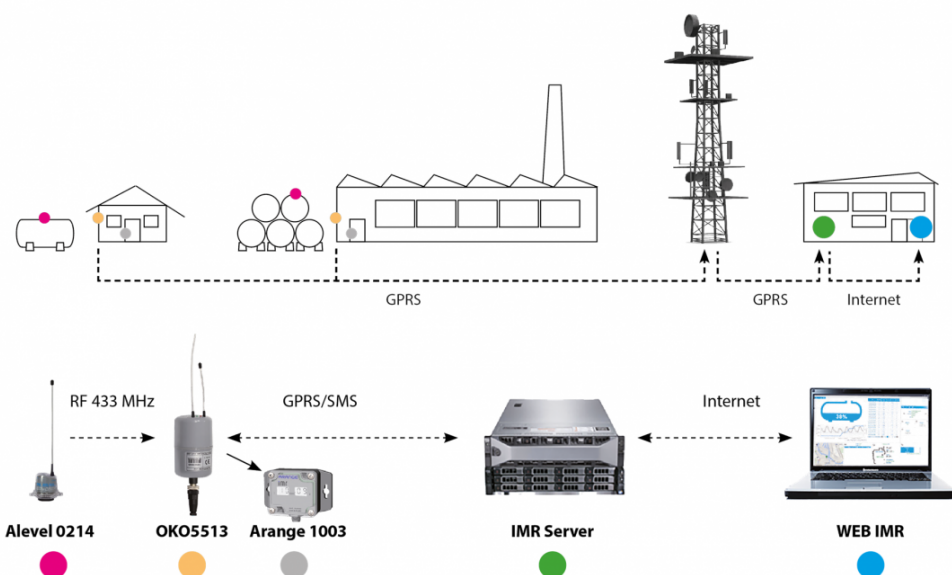 GPRS
GPRS
Internet
RF 433 MHz
GPRS/SMS
Internet
Alevel 0214
OKO5513
Arange 1003
IMR Server
WEB IMR